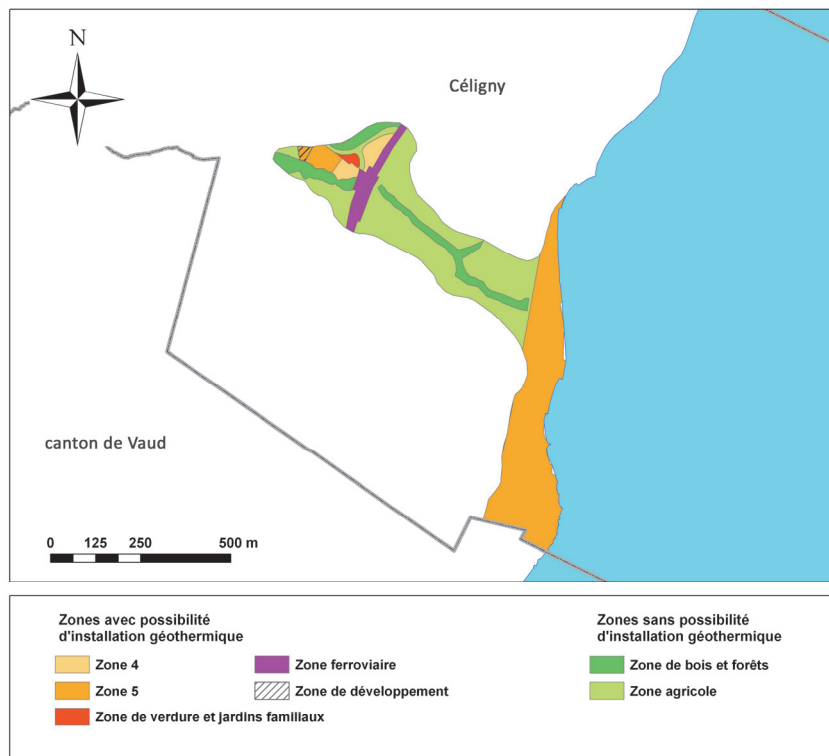 N
Céligny
canton de Vaud
0 125 250 500 m
Zones avec possibilité
d'installation géothermique
Zone 4
Zone 5
Zone de verdure et jardins familiaux
Zone ferroviaire
Zone de développement
Zones sans possibilité
d'installation géothermique
Zone de bois et forêts
Zone agricole